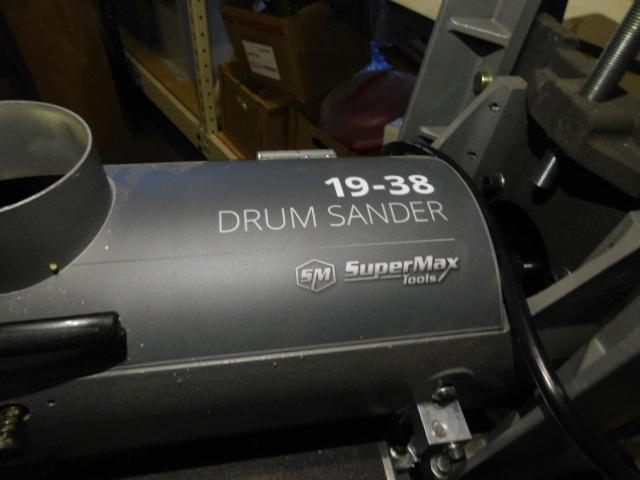 19-38
DRUM SANDER
SM SuperMax
Tools